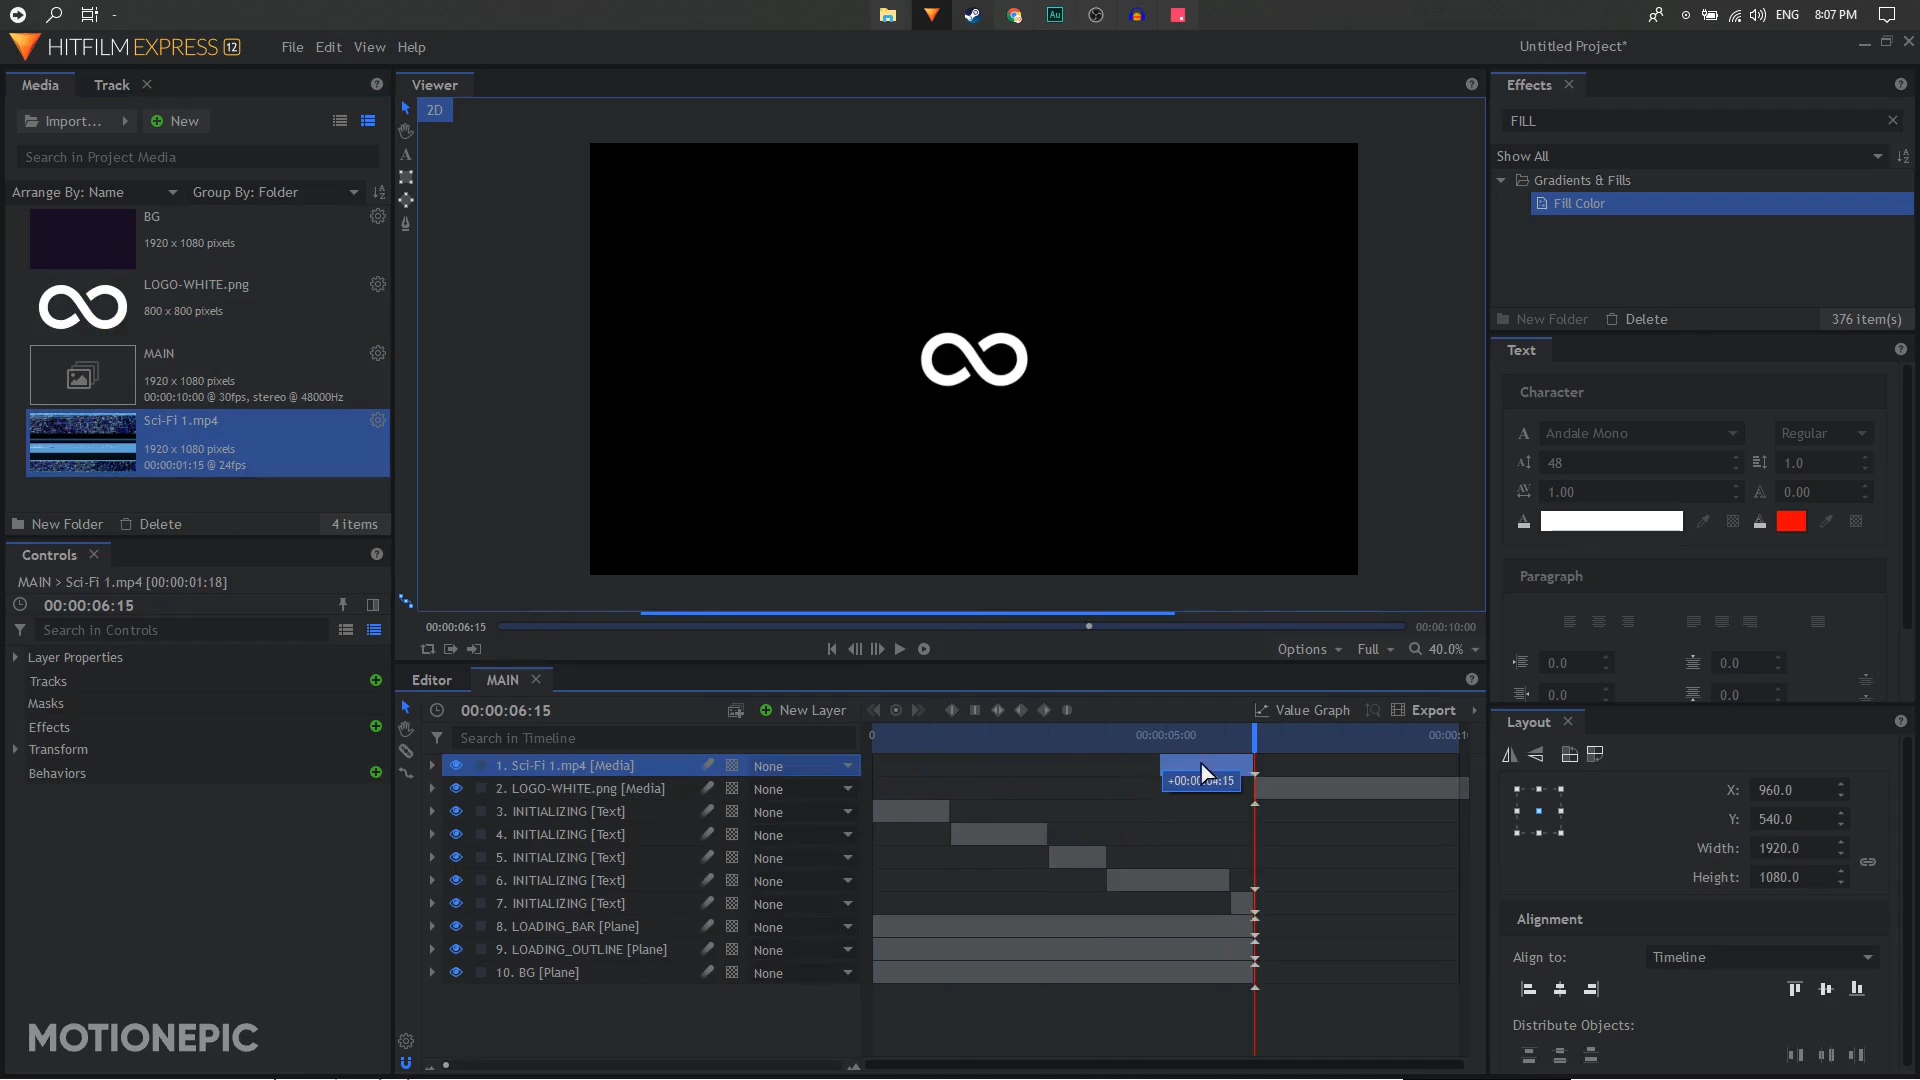 ENG
8:07 PM
HITFILM EXPRESS 12
File
Edit
View
Help
Untitled Project*
Media
Track
Import...
New
Search in Project Media
Arrange By: Name
Group By: Folder
BG
1920 x 1080 pixels
LOGO-WHITE.png
800 x 800 pixels
MAIN
1920 x 1080 pixels
00:00:10:00 @ 30fps, stereo @ 48000Hz
Sci-Fi 1.mp4
1920 x 1080 pixels
00:00:01:15 @ 24fps
New Folder
Delete
4 items
Controls
MAIN > Sci-Fi 1.mp4 [00:00:01:18]
00:00:06:15
Search in Controls
Layer Properties
Tracks
Masks
Effects
Transform
Behaviors
MOTIONEPIC
Viewer
2D
00:00:06:15
00:00:10:00
Options
Full
40.0%
Editor
MAIN
00:00:06:15
New Layer
Value Graph
Export
Search in Timeline
0
00:00:05:00
1. Sci-Fi 1.mp4 [Media]
None
2. LOGO-WHITE.png [Media]
None
3. INITIALIZING [Text]
None
4. INITIALIZING [Text]
None
5. INITIALIZING [Text]
None
6. INITIALIZING [Text]
None
7. INITIALIZING [Text]
None
8. LOADING_BAR [Plane]
None
9. LOADING_OUTLINE [Plane]
None
10. BG [Plane]
None
Effects
FILL
Show All
Gradients & Fills
Fill Color
New Folder
Delete
376 item(s)
Text
Character
Andale Mono
Regular
48
1.0
1.00
0.00
Paragraph
0.0
0.0
0.0
0.0
Layout
X: 960.0
Y: 540.0
Width: 1920.0
Height: 1080.0
Alignment
Align to:
Timeline
Distribute Objects: